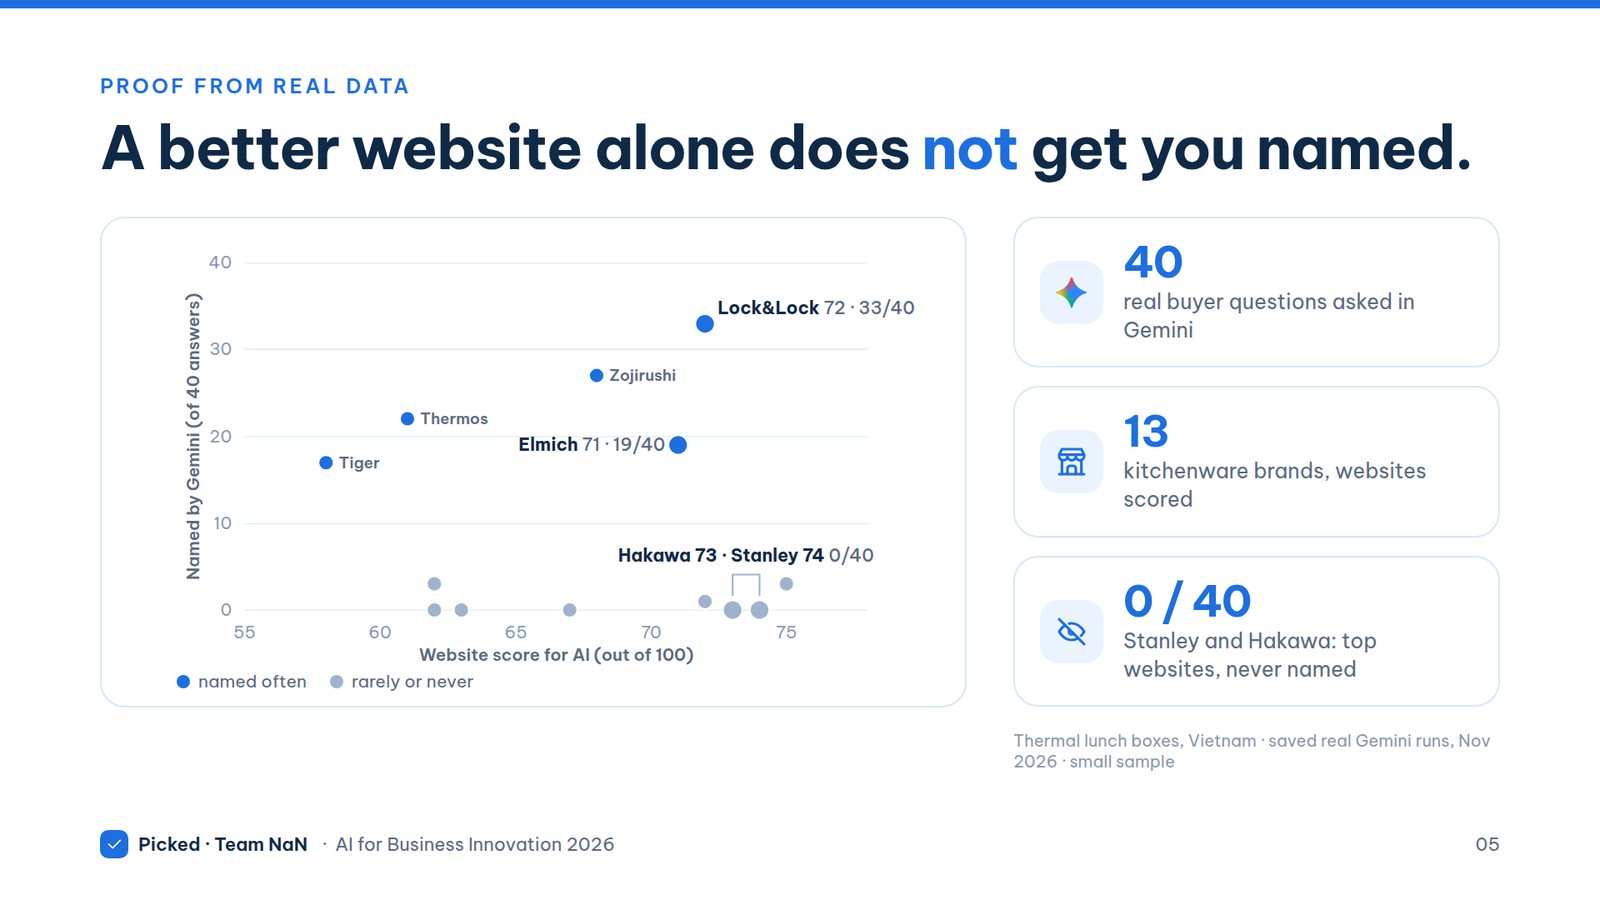 PROOF FROM REAL DATA
A better website alone does not get you named.
Named by Gemini (of 40 answers)
40
30
20
10
0
Lock&Lock 72 · 33/40
Zojirushi
Thermos
Elmich 71 · 19/40
Tiger
Hakawa 73 · Stanley 74 0/40
55 60 65 70 75
Website score for AI (out of 100)
named often rarely or never
40
real buyer questions asked in
Gemini
13
kitchenware brands, websites
scored
0 / 40
Stanley and Hakawa: top
websites, never named
Thermal lunch boxes, Vietnam · saved real Gemini runs, Nov
2026 · small sample
Picked · Team NaN · AI for Business Innovation 2026
05